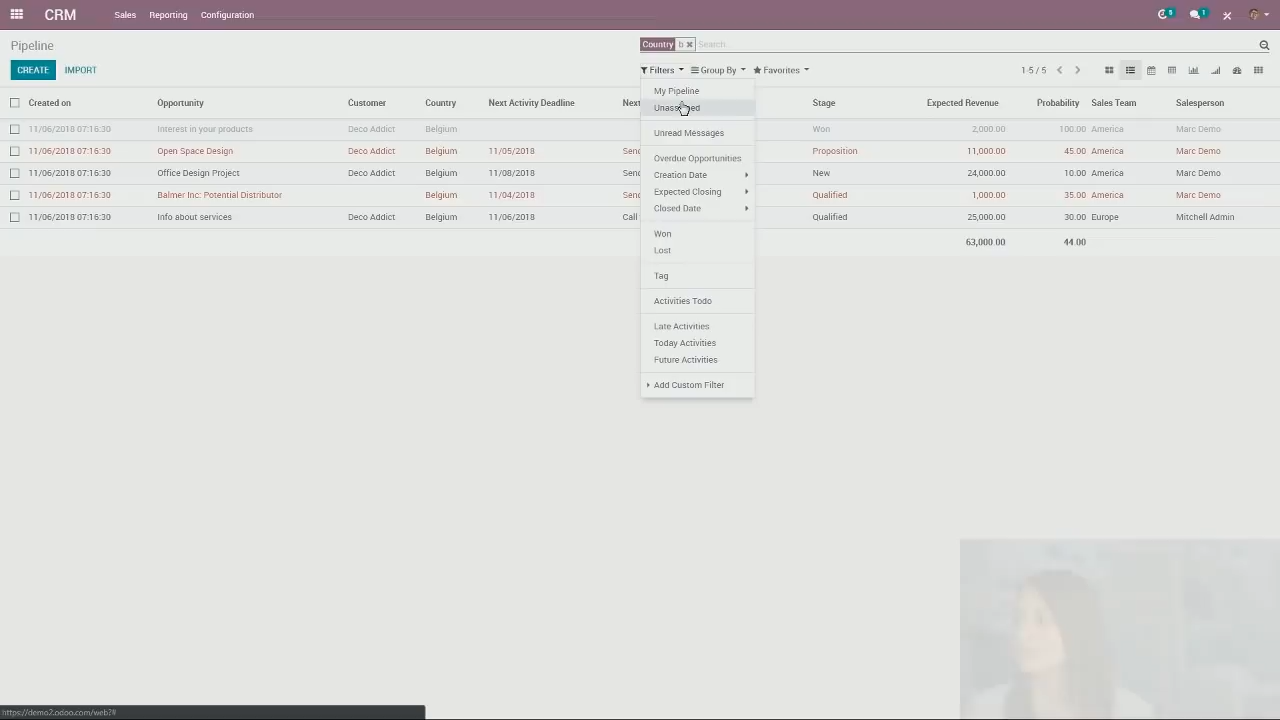 CRM Sales Reporting Configuration 5 1
Pipeline Country b Search...
CREATE IMPORT Filters Group By Favorites 1-5 / 5
Created on Opportunity Customer Country Next Activity Deadline Next Stage Expected Revenue Probability Sales Team Salesperson
11/06/2018 07:16:30 Interest in your products Deco Addict Belgium Won 2,000.00 100.00 America Marc Demo
11/06/2018 07:16:30 Open Space Design Deco Addict Belgium 11/05/2018 Send Proposition 11,000.00 45.00 America Marc Demo
11/06/2018 07:16:30 Office Design Project Deco Addict Belgium 11/08/2018 Send New 24,000.00 10.00 America Marc Demo
11/06/2018 07:16:30 Balmer Inc: Potential Distributor Belgium 11/04/2018 Send Qualified 1,000.00 35.00 America Marc Demo
11/06/2018 07:16:30 Info about services Deco Addict Belgium 11/06/2018 Call Qualified 25,000.00 30.00 Europe Mitchell Admin
63,000.00 44.00
My Pipeline
Unassigned
Unread Messages
Overdue Opportunities
Creation Date
Expected Closing
Closed Date
Won
Lost
Tag
Activities Todo
Late Activities
Today Activities
Future Activities
Add Custom Filter
https://demo2.odoo.com/web?#